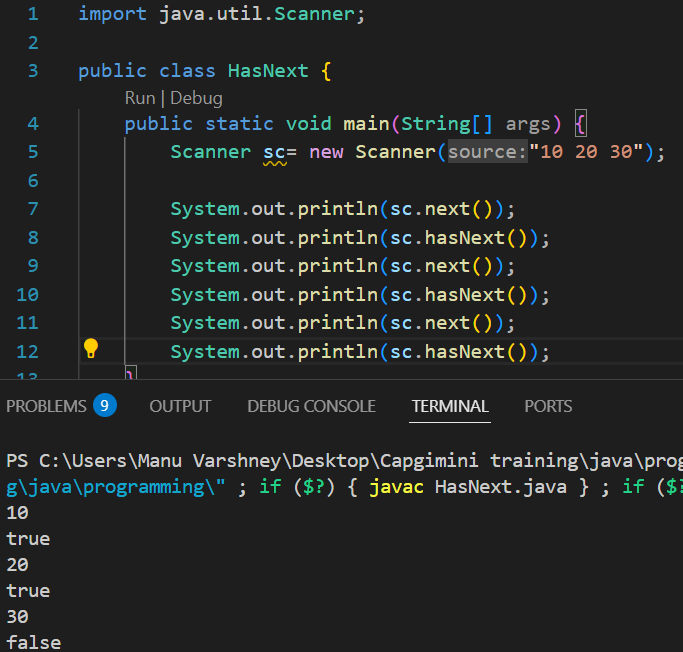 1 import java.util.Scanner;
2
3 public class HasNext {
Run | Debug
4 public static void main(String[] args) {
5 Scanner sc= new Scanner(source:"10 20 30");
6
7 System.out.println(sc.next());
8 System.out.println(sc.hasNext());
9 System.out.println(sc.next());
10 System.out.println(sc.hasNext());
11 System.out.println(sc.next());
12 System.out.println(sc.hasNext());
13 }
PROBLEMS 9 OUTPUT DEBUG CONSOLE TERMINAL PORTS
PS C:\Users\Manu Varshney\Desktop\Capgimini training\java\prog
g\java\programming\" ; if ($?) { javac HasNext.java } ; if ($?
10
true
20
true
30
false